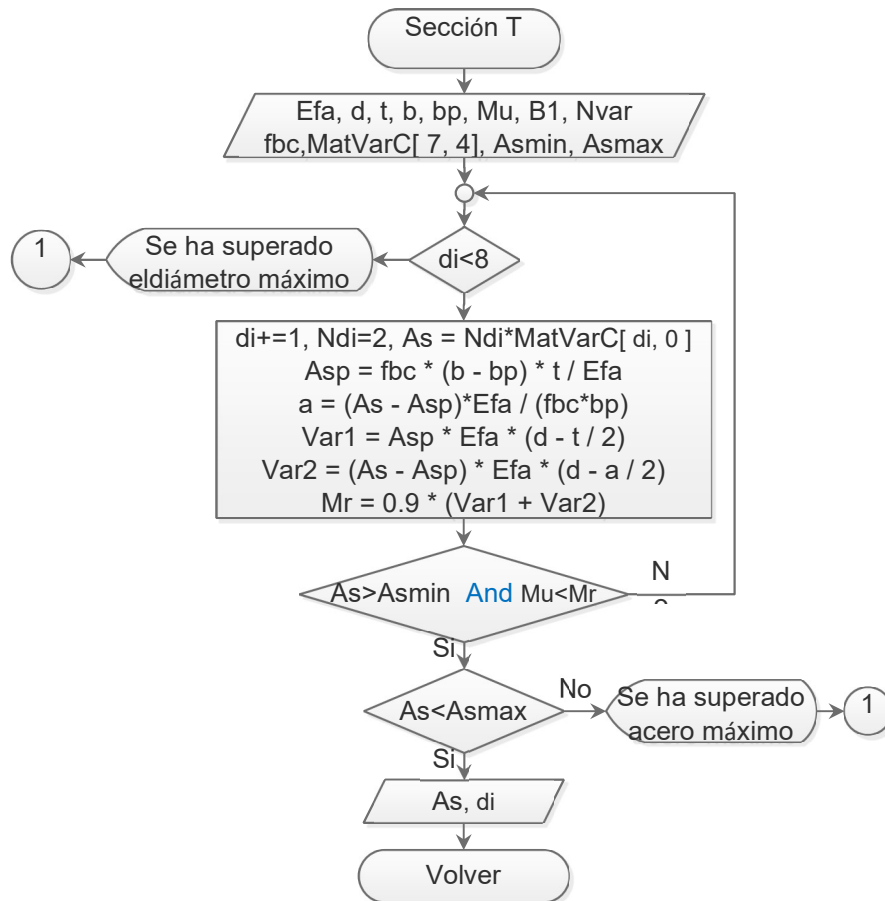 Sección T
Efa, d, t, b, bp, Mu, B1, Nvar
fbc,MatVarC[ 7, 4], Asmin, Asmax
1
Se ha superado
eldiámetro máximo
di<8
di+=1, Ndi=2, As = Ndi*MatVarC[ di, 0 ]
Asp = fbc * (b - bp) * t / Efa
a = (As - Asp)*Efa / (fbc*bp)
Var1 = Asp * Efa * (d - t / 2)
Var2 = (As - Asp) * Efa * (d - a / 2)
Mr = 0.9 * (Var1 + Var2)
As>Asmin And Mu<Mr
N
Si
As<Asmax
No
Se ha superado
acero máximo
1
Si
As, di
Volver